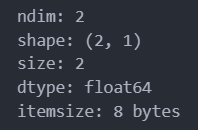 ndim: 2
shape: (2, 1)
size: 2
dtype: float64
itemsize: 8 bytes